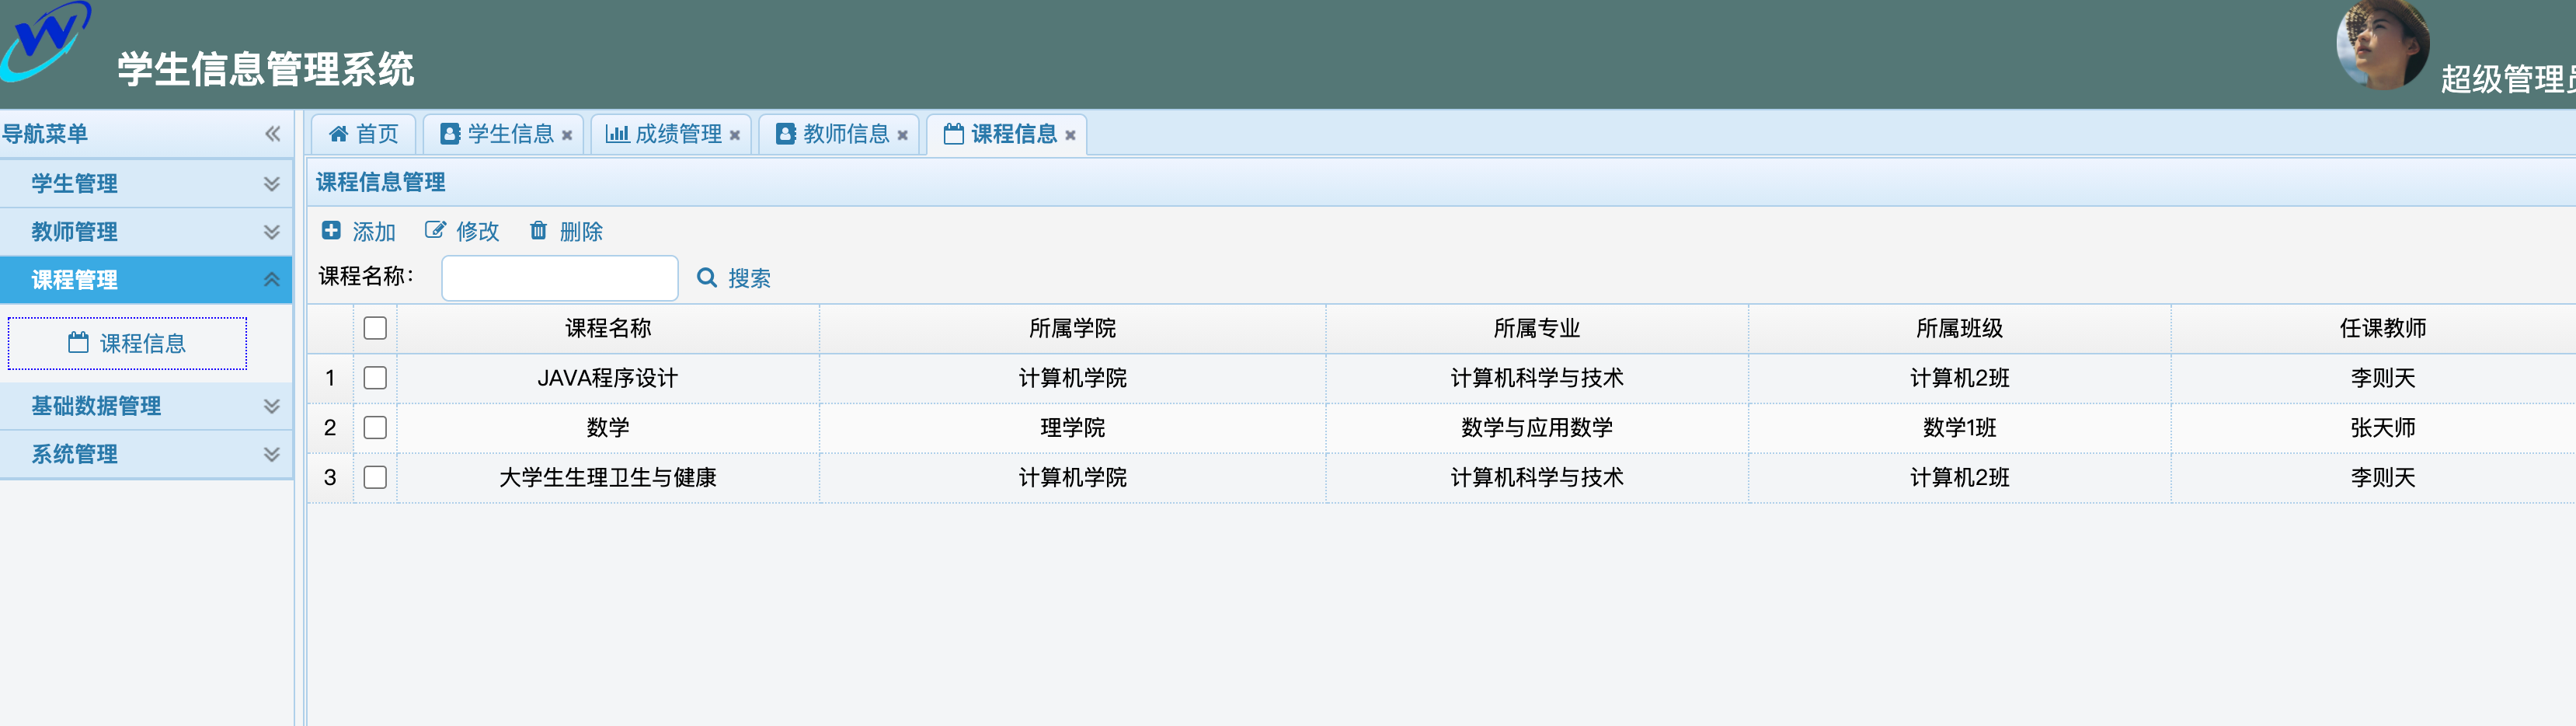 学生信息管理系统
超级管理员
导航菜单
首页 学生信息 成绩管理 教师信息 课程信息
学生管理
教师管理
课程管理
课程信息
基础数据管理
系统管理
课程信息管理
添加 修改 删除
课程名称： 搜索
课程名称 所属学院 所属专业 所属班级 任课教师
1 JAVA程序设计 计算机学院 计算机科学与技术 计算机2班 李则天
2 数学 理学院 数学与应用数学 数学1班 张天师
3 大学生生理卫生与健康 计算机学院 计算机科学与技术 计算机2班 李则天